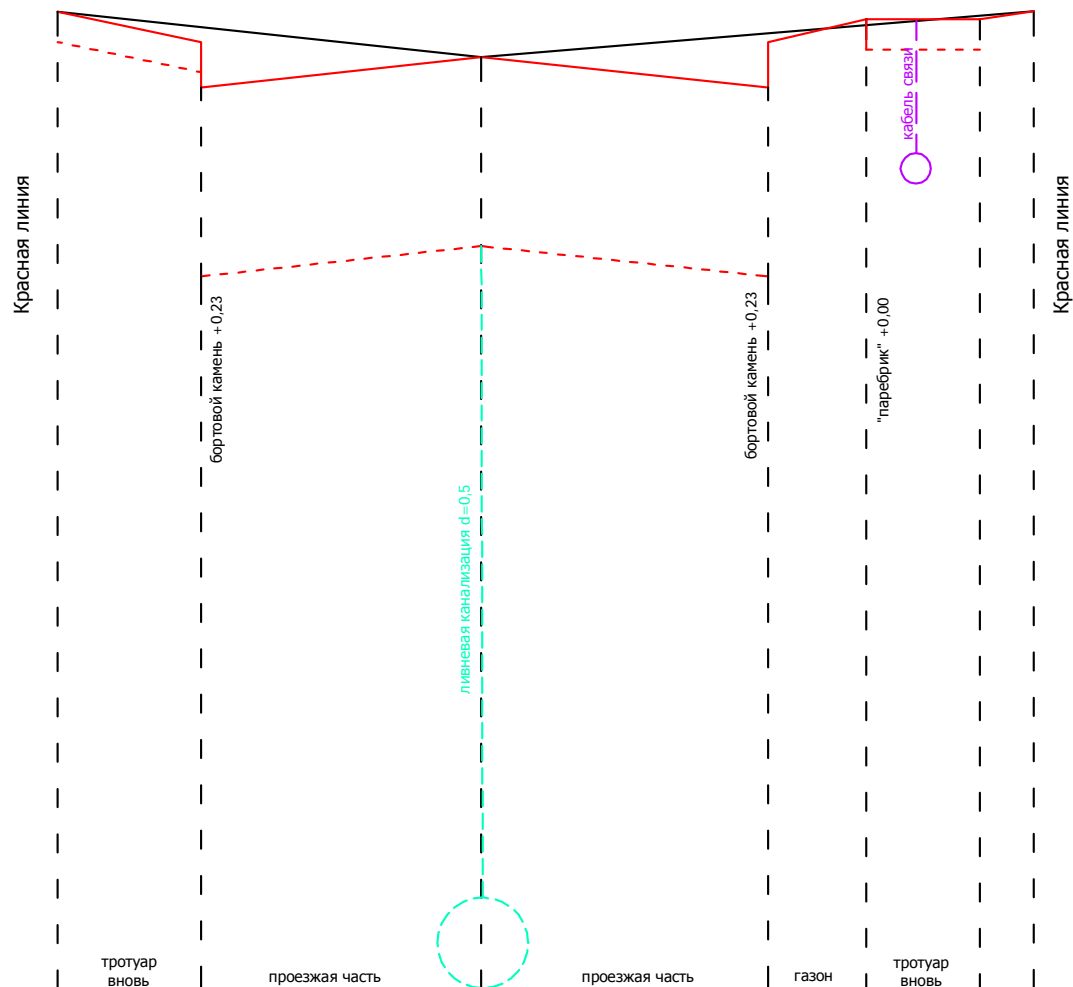 Красная линия
бортовой камень +0,23
ливневая канализация d=0,5
бортовой камень +0,23
"паребрик" +0,00
кабель связи
Красная линия
тротуар
вновь
проезжая часть
проезжая часть
газон
тротуар
вновь